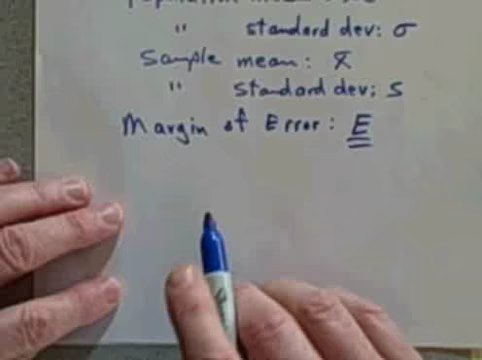 " standard dev: σ
Sample mean: x̄
" standard dev: s
Margin of Error: E